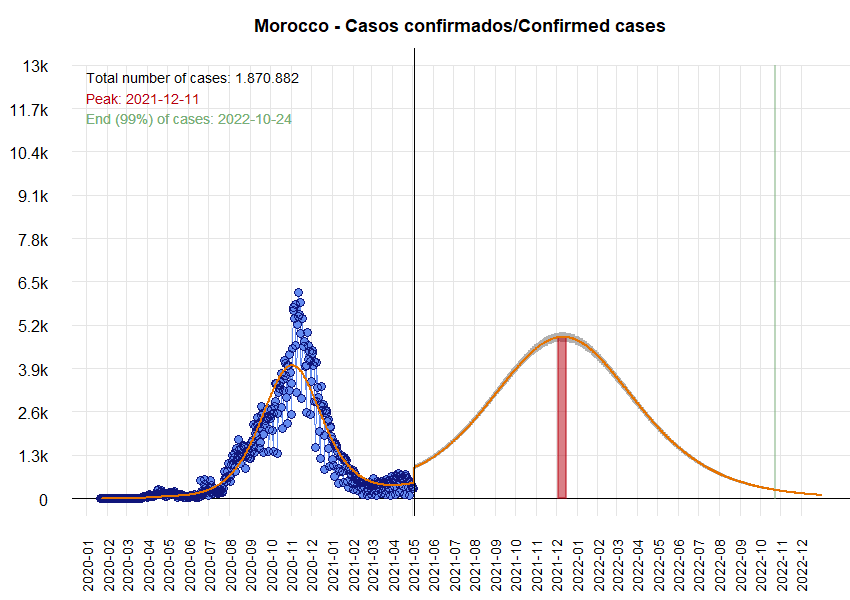 Morocco - Casos confirmados/Confirmed cases
13k
11.7k
10.4k
9.1k
7.8k
6.5k
5.2k
3.9k
2.6k
1.3k
0
Total number of cases: 1.870.882
Peak: 2021-12-11
End (99%) of cases: 2022-10-24
2020-01
2020-02
2020-03
2020-04
2020-05
2020-06
2020-07
2020-08
2020-09
2020-10
2020-11
2020-12
2021-01
2021-02
2021-03
2021-04
2021-05
2021-06
2021-07
2021-08
2021-09
2021-10
2021-11
2021-12
2022-01
2022-02
2022-03
2022-04
2022-05
2022-06
2022-07
2022-08
2022-09
2022-10
2022-11
2022-12